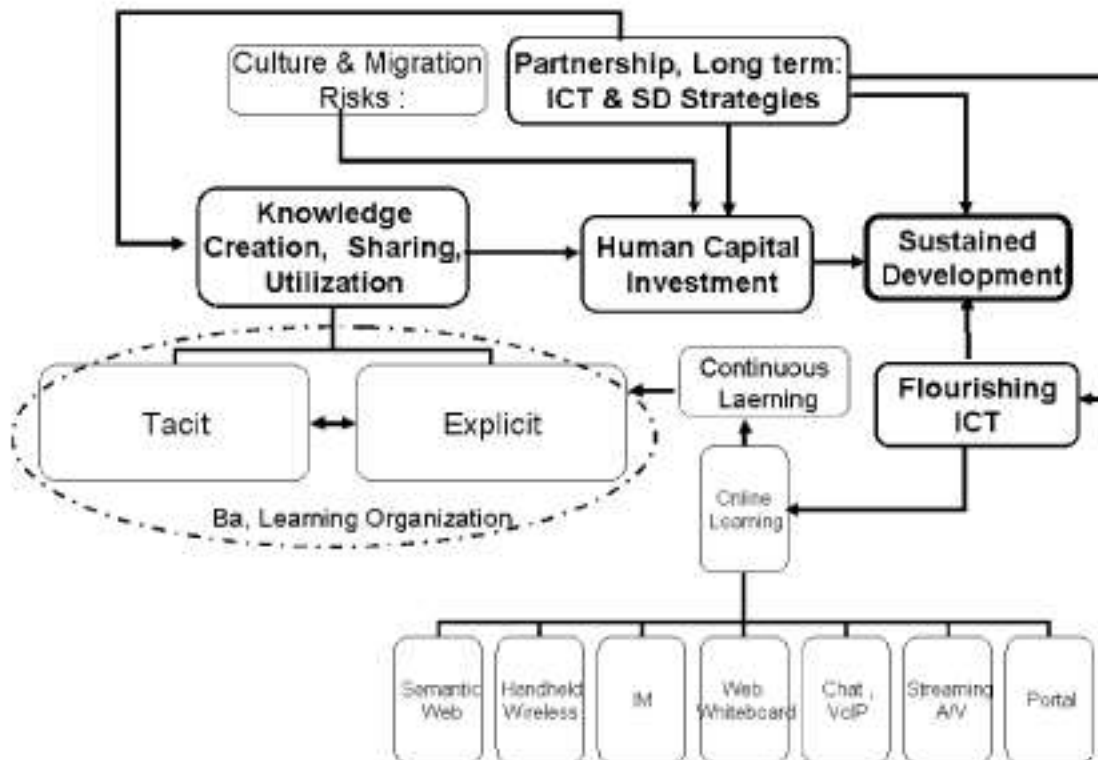 Culture & Migration
Risks :
Partnership, Long term:
ICT & SD Strategies
Knowledge
Creation, Sharing,
Utilization
Human Capital
Investment
Sustained
Development
Tacit
Explicit
Continuous
Laerning
Flourishing
ICT
Ba, Learning Organization
Online
Learning
Semantic
Web
Handheld
Wireless
IM
Web
Whiteboard
Chat ,
VoIP
Streaming
A/V
Portal